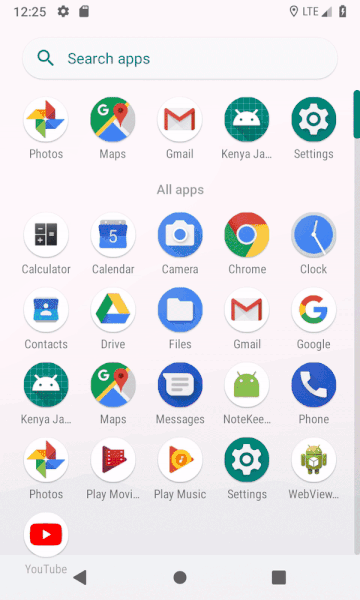 12:25 LTE
Search apps
Photos Maps Gmail Kenya Ja... Settings
All apps
5
Calculator Calendar Camera Chrome Clock
Contacts Drive Files Gmail Google
Kenya Ja... Maps Messages NoteKee... Phone
Photos Play Movi... Play Music Settings WebView...
YouTube